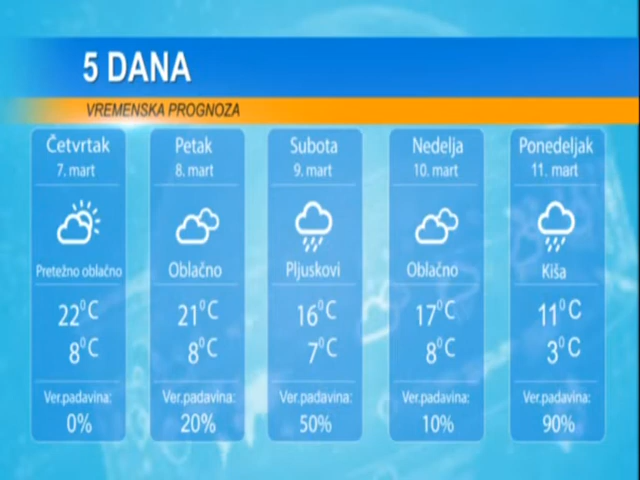 5 DANA
VREMENSKA PROGNOZA
Četvrtak
7. mart
Pretežno oblačno
22°C
8°C
Ver.padavina:
0%
Petak
8. mart
Oblačno
21°C
8°C
Ver.padavina:
20%
Subota
9. mart
Pljuskovi
16°C
7°C
Ver.padavina:
50%
Nedelja
10. mart
Oblačno
17°C
8°C
Ver.padavina:
10%
Ponedeljak
11. mart
Kiša
11°C
3°C
Ver.padavina:
90%